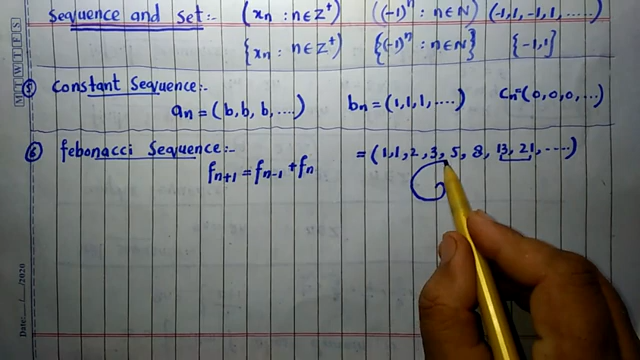 Sequence and Set:- (xₙ : n∈Z⁺) ((-1)ⁿ : n∈N) (-1,1,-1,1,.....)
{xₙ : n∈Z⁺} {(-1)ⁿ : n∈N} {-1,1}
⑤ Constant Sequence:-
aₙ = (b, b, b, ....) bₙ = (1,1,1,....) Cₙ = (0,0,0,...)
⑥ febonacci Sequence:- = (1,1,2,3,5,8,13,21,....)
fₙ₊₁ = fₙ₋₁ + fₙ
M T W T F S
Date:...../...../2020